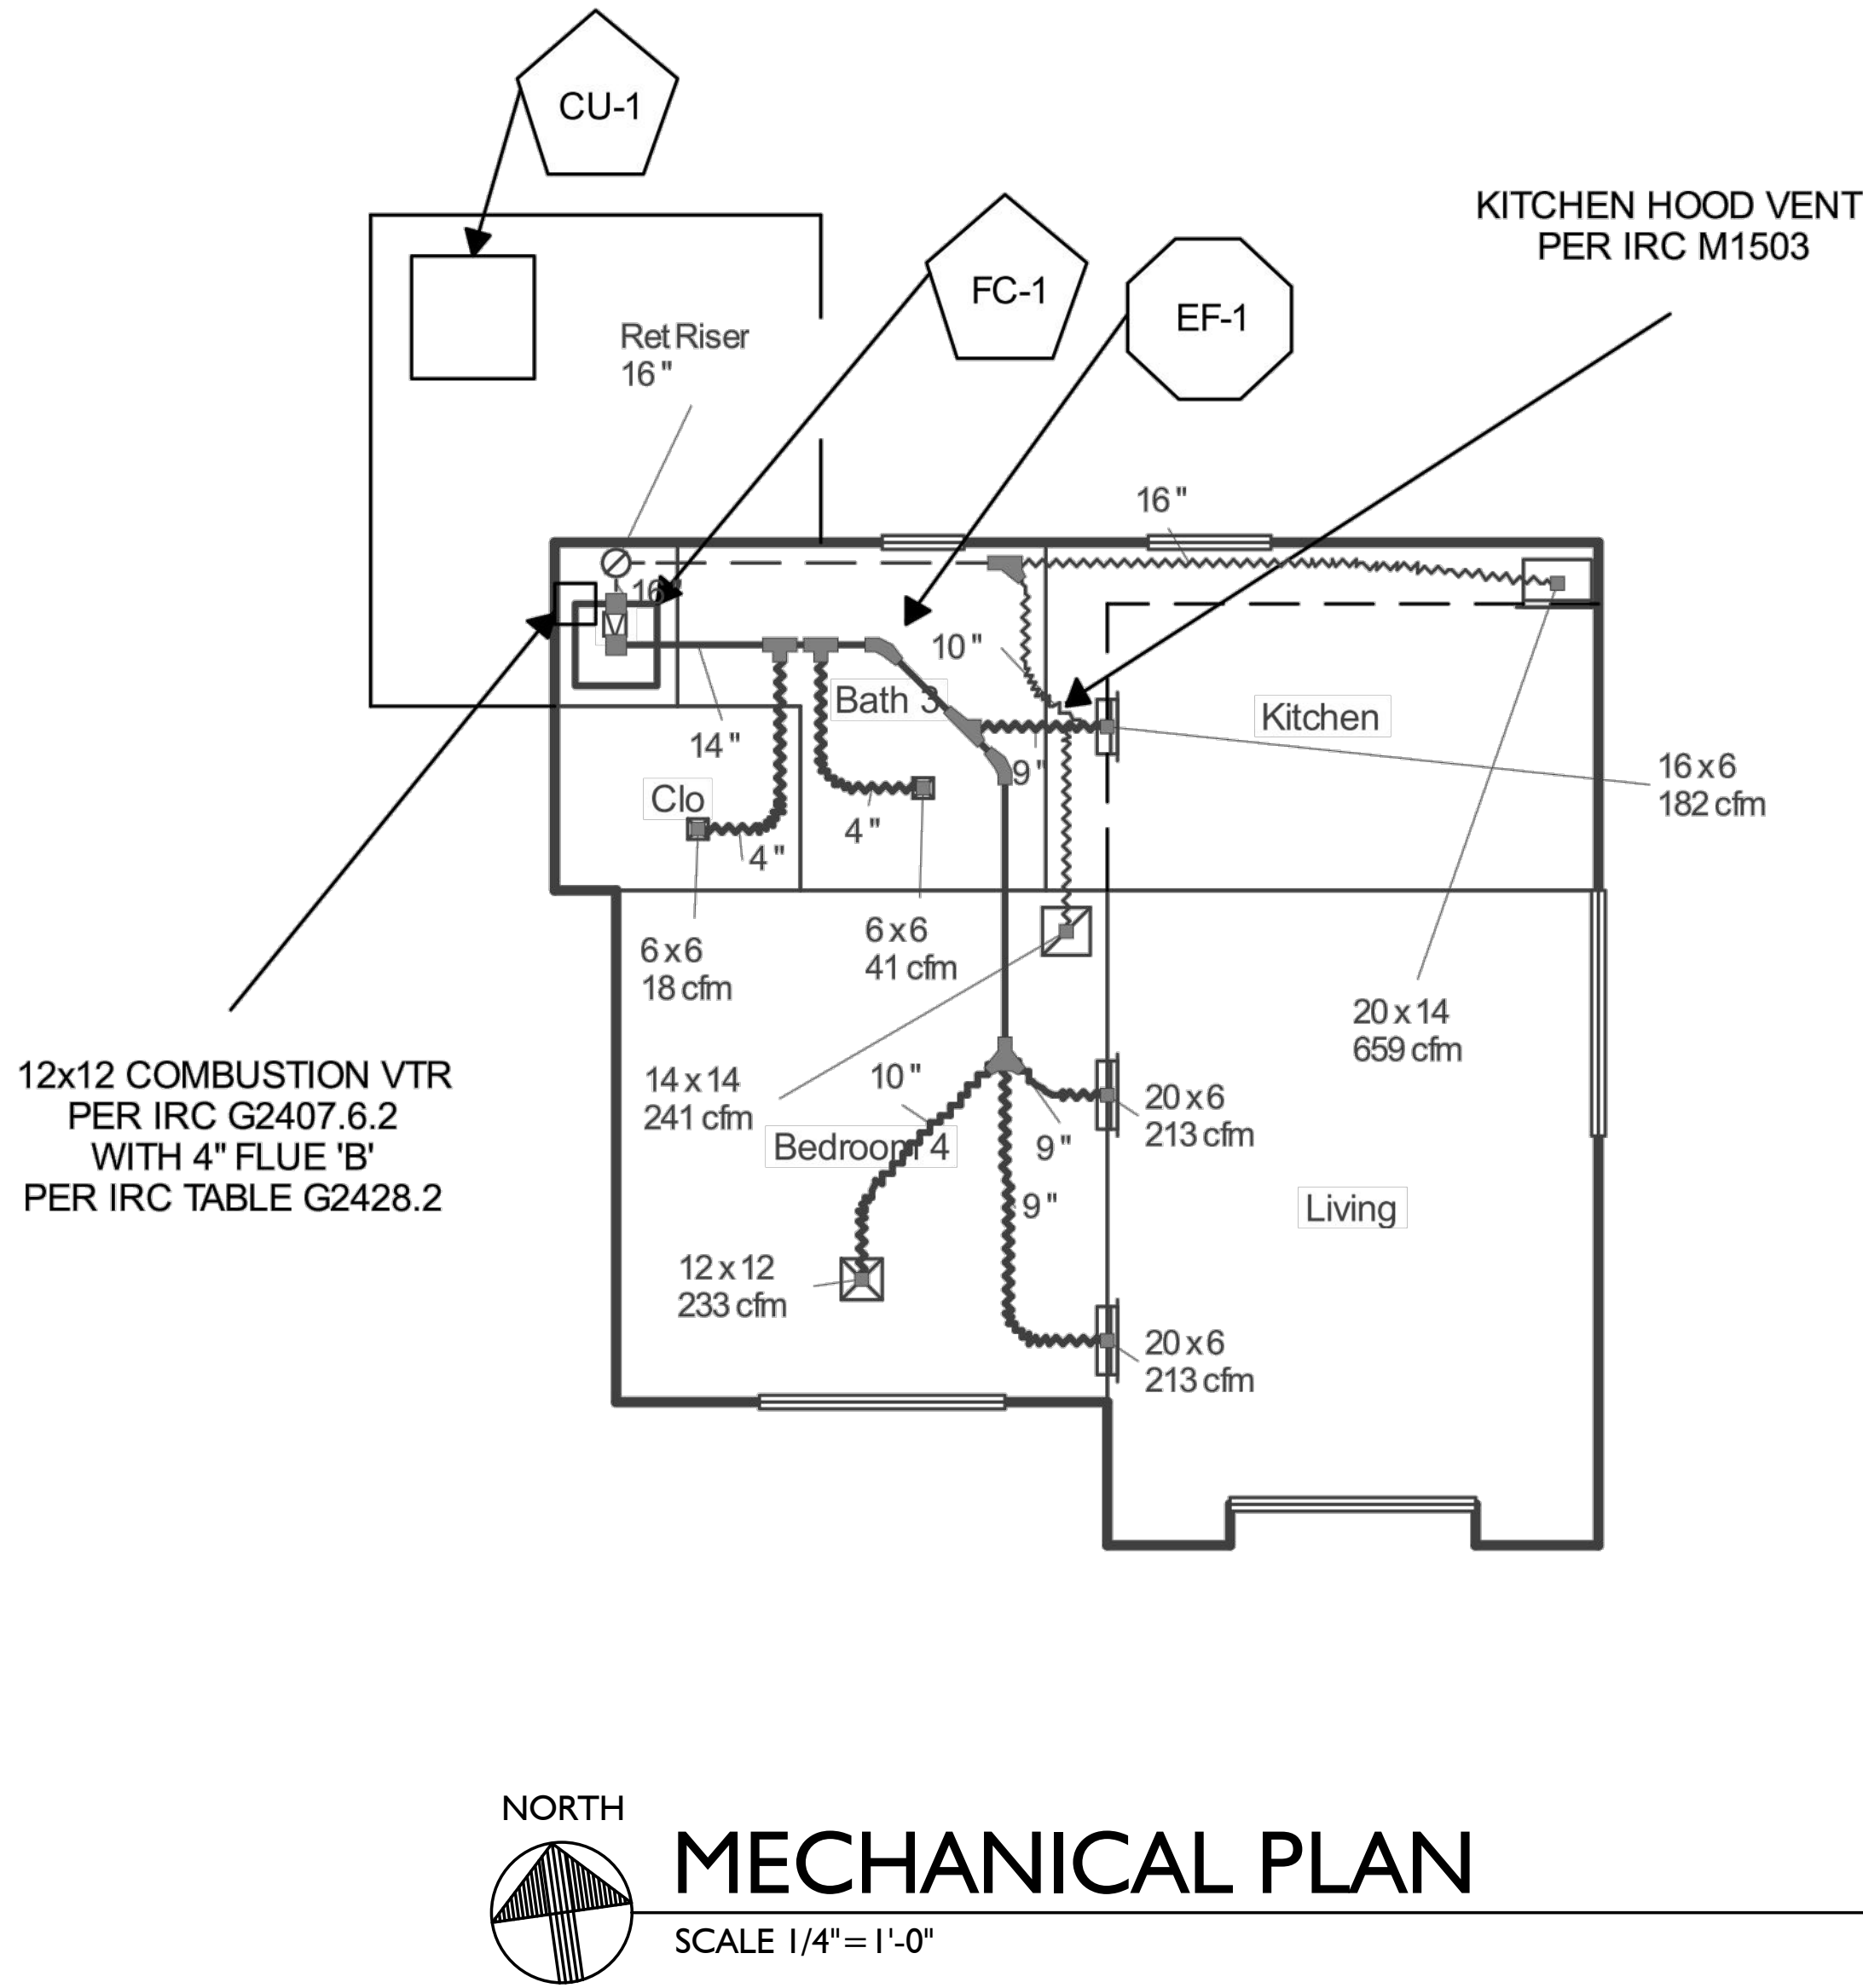 CU-1
KITCHEN HOOD VENT
PER IRC M1503
FC-1
EF-1
Ret Riser
16"
16"
16"
10"
Bath 3
Kitchen
14"
9"
16 x 6
182 cfm
Clo
4"
4"
6 x 6
18 cfm
6 x 6
41 cfm
20 x 14
659 cfm
12x12 COMBUSTION VTR
PER IRC G2407.6.2
WITH 4" FLUE 'B'
PER IRC TABLE G2428.2
14 x 14
241 cfm
10"
20 x 6
213 cfm
Bedroom 4
9"
9"
Living
12 x 12
233 cfm
20 x 6
213 cfm
NORTH
MECHANICAL PLAN
SCALE 1/4"=1'-0"